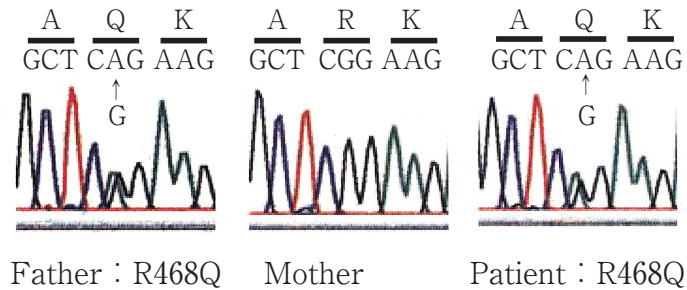 A Q K A R K A Q K
GCT CAG AAG GCT CGG AAG GCT CAG AAG
↑ ↑
G G
Father : R468Q Mother Patient : R468Q